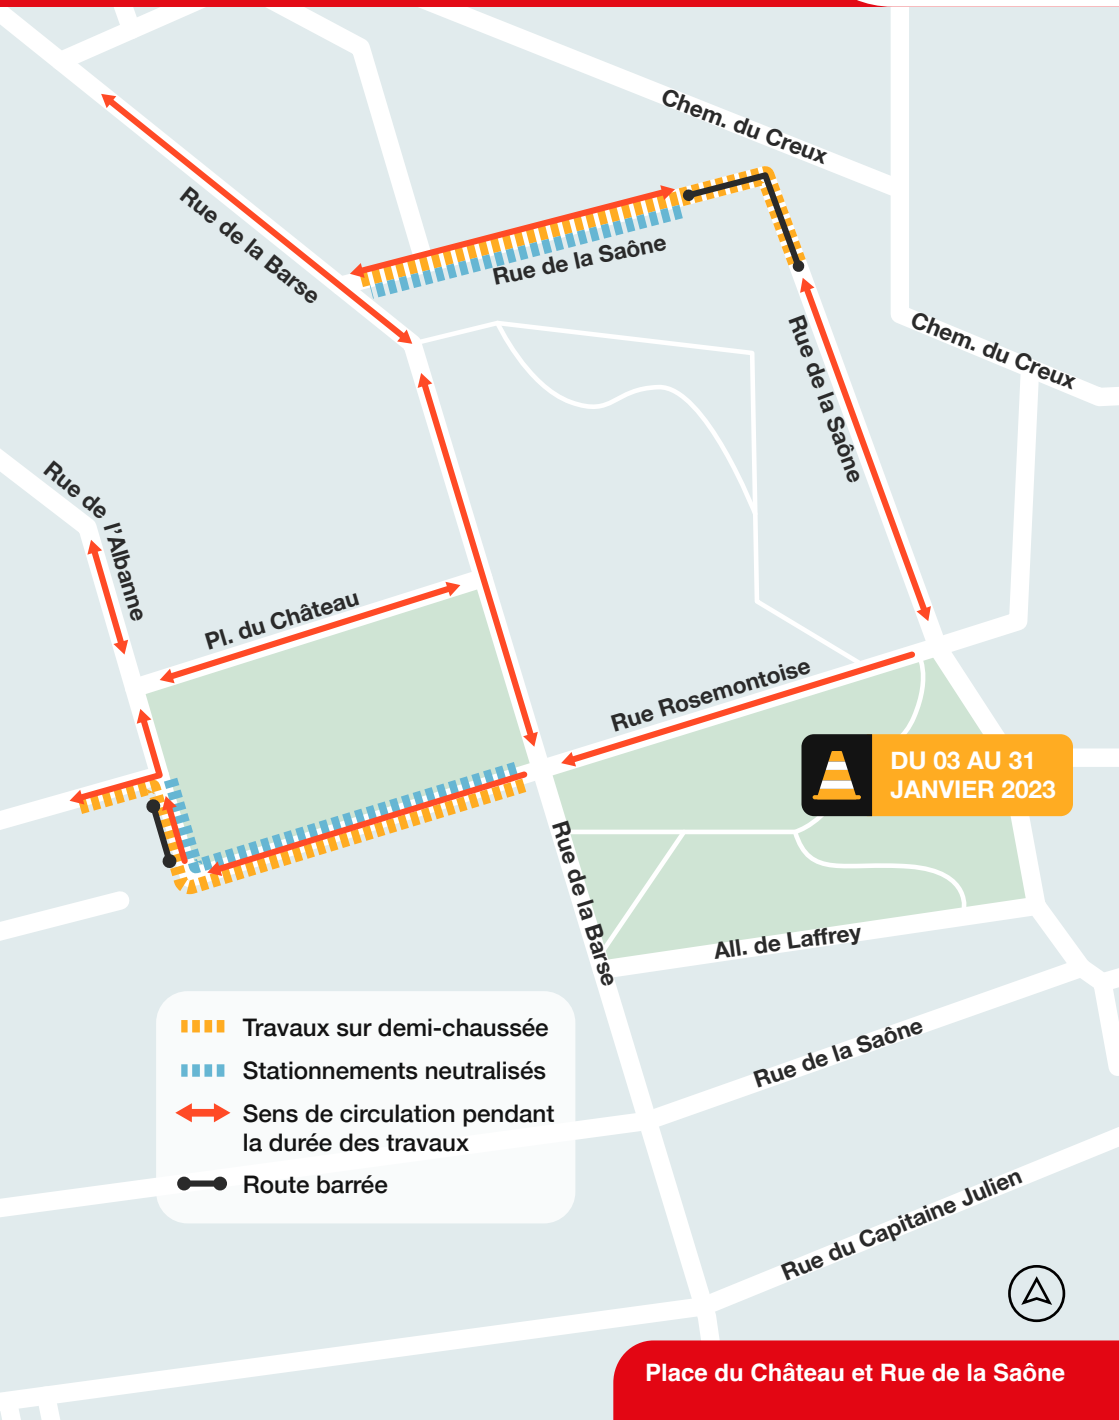 Chem. du Creux
Rue de la Barse
Rue de la Saône
Chem. du Creux
Rue de la Saône
Rue de l'Albanne
Pl. du Château
Rue Rosemontoise
DU 03 AU 31
JANVIER 2023
Rue de la Barse
All. de Laffrey
Travaux sur demi-chaussée
Stationnements neutralisés
Sens de circulation pendant
la durée des travaux
Route barrée
Rue de la Saône
Rue du Capitaine Julien
Place du Château et Rue de la Saône